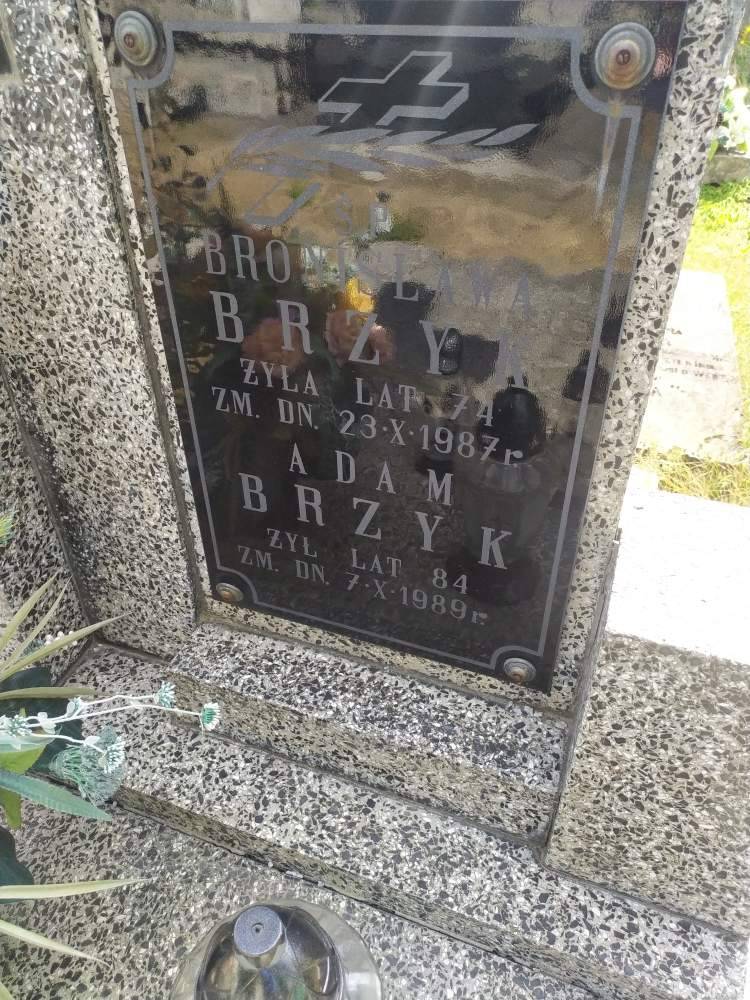 Ś.P.
BRONISŁAWA
BRZYK
ŻYŁA LAT 74
ZM. DN. 23·X·1987r.
ADAM
BRZYK
ŻYŁ LAT 84
ZM. DN. 7·X·1989r.